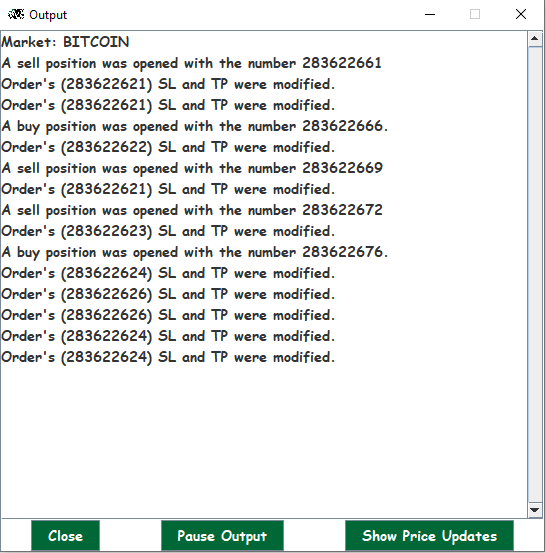 Output
Market: BITCOIN
A sell position was opened with the number 283622661
Order's (283622621) SL and TP were modified.
Order's (283622621) SL and TP were modified.
A buy position was opened with the number 283622666.
Order's (283622622) SL and TP were modified.
A sell position was opened with the number 283622669
Order's (283622621) SL and TP were modified.
A sell position was opened with the number 283622672
Order's (283622623) SL and TP were modified.
A buy position was opened with the number 283622676.
Order's (283622624) SL and TP were modified.
Order's (283622626) SL and TP were modified.
Order's (283622626) SL and TP were modified.
Order's (283622624) SL and TP were modified.
Order's (283622624) SL and TP were modified.
Close Pause Output Show Price Updates